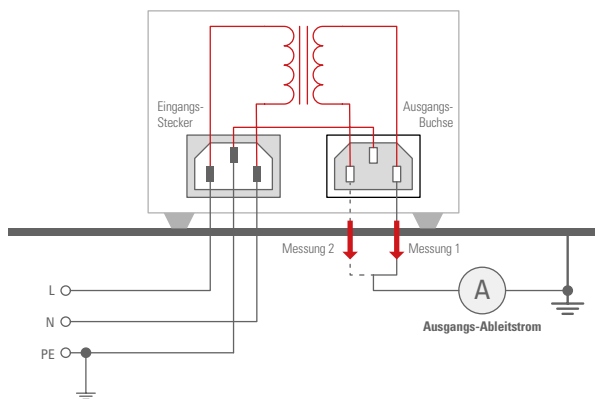 Eingangs-
Stecker
Ausgangs-
Buchse
Messung 2
Messung 1
L
N
PE
A
Ausgangs-Ableitstrom